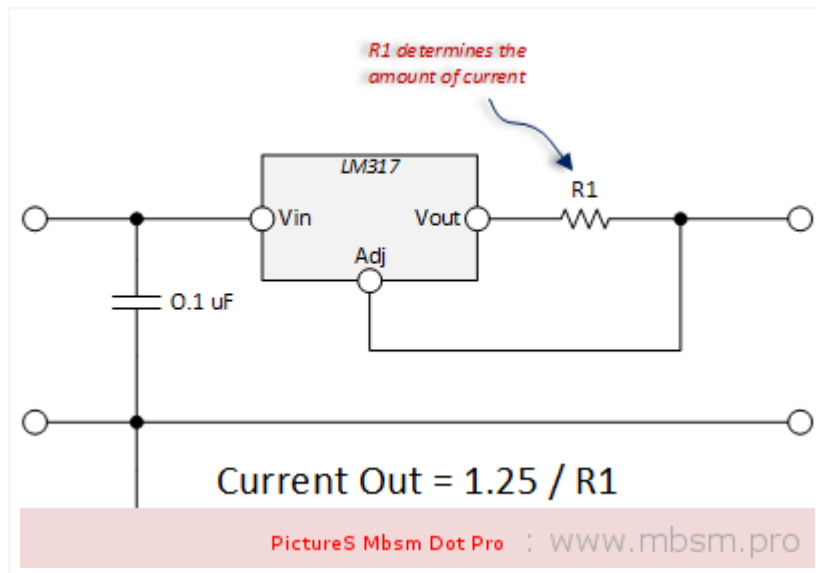 R1 determines the
amount of current
LM317
R1
Vin
Vout
Adj
0.1 uF
Current Out = 1.25 / R1
PictureS Mbsm Dot Pro : www.mbsm.pro